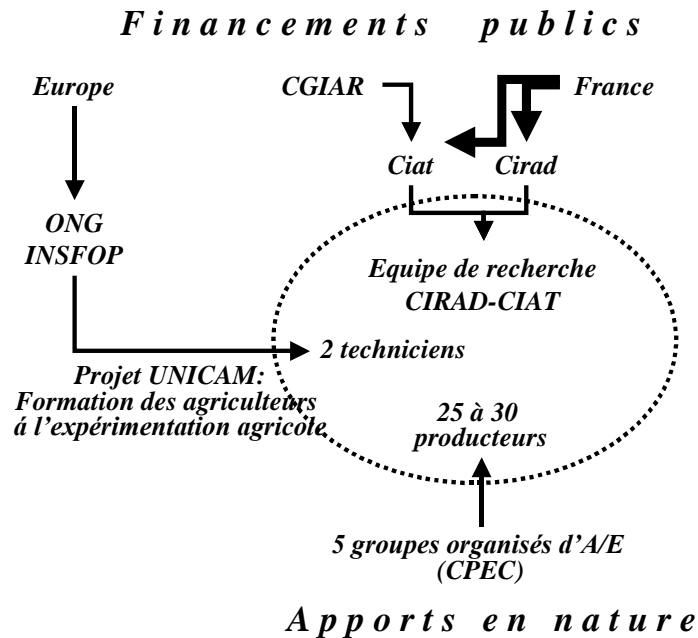 Financements publics
Europe
CGIAR
France
Ciat
Cirad
ONG
INSFOP
Equipe de recherche
CIRAD-CIAT
2 techniciens
Projet UNICAM:
Formation des agriculteurs
á l’expérimentation agricole
25 à 30
producteurs
5 groupes organisés d’A/E
(CPEC)
Apports en nature